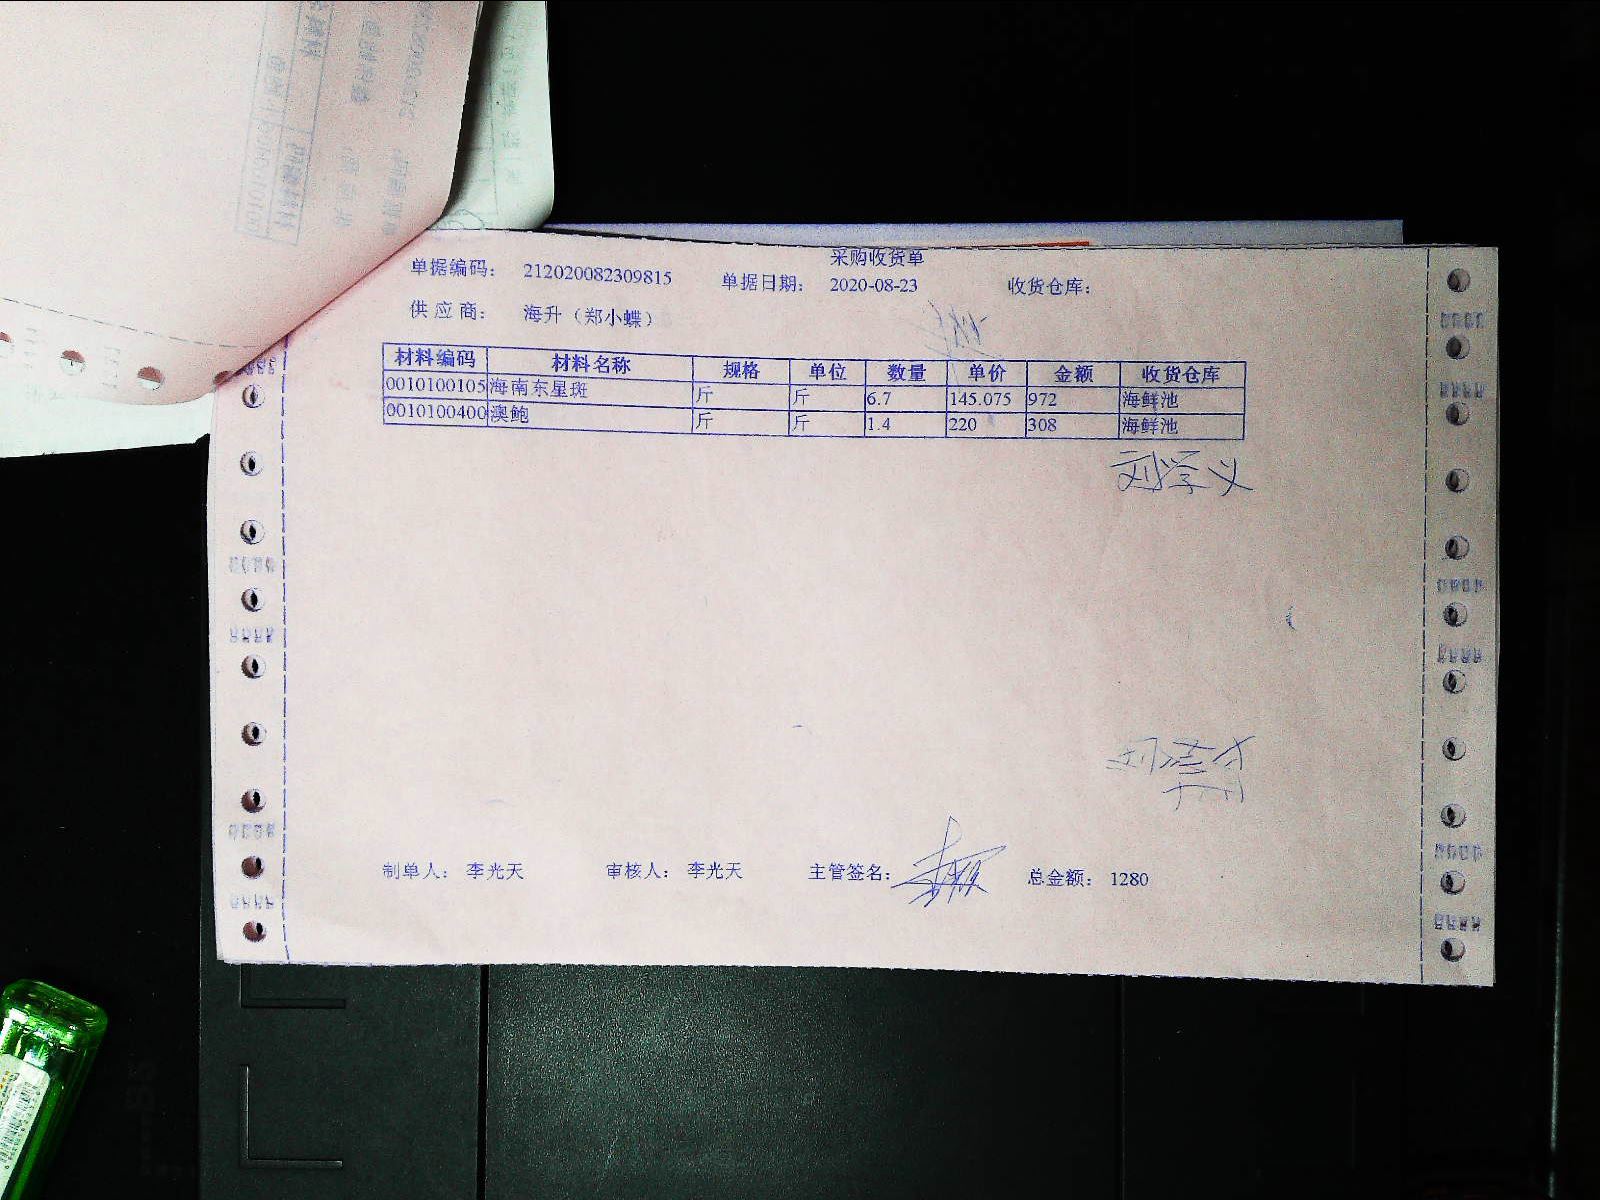 采购收货单
单据编码： 212020082309815 单据日期： 2020-08-23 收货仓库：
供 应 商： 海升（郑小蝶）
材料编码 材料名称 规格 单位 数量 单价 金额 收货仓库
0010100105 海南东星斑 斤 斤 6.7 145.075 972 海鲜池
0010100400 澳鲍 斤 斤 1.4 220 308 海鲜池
刘学义
制单人： 李光天 审核人： 李光天 主管签名： 总金额： 1280